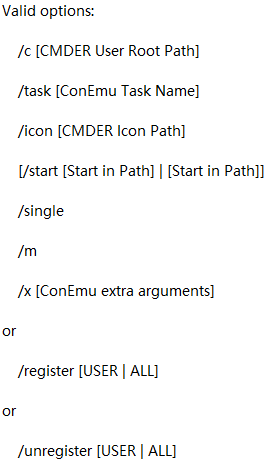 Valid options:
/c [CMDER User Root Path]
/task [ConEmu Task Name]
/icon [CMDER Icon Path]
[/start [Start in Path] | [Start in Path]]
/single
/m
/x [ConEmu extra arguments]
or
/register [USER | ALL]
or
/unregister [USER | ALL]